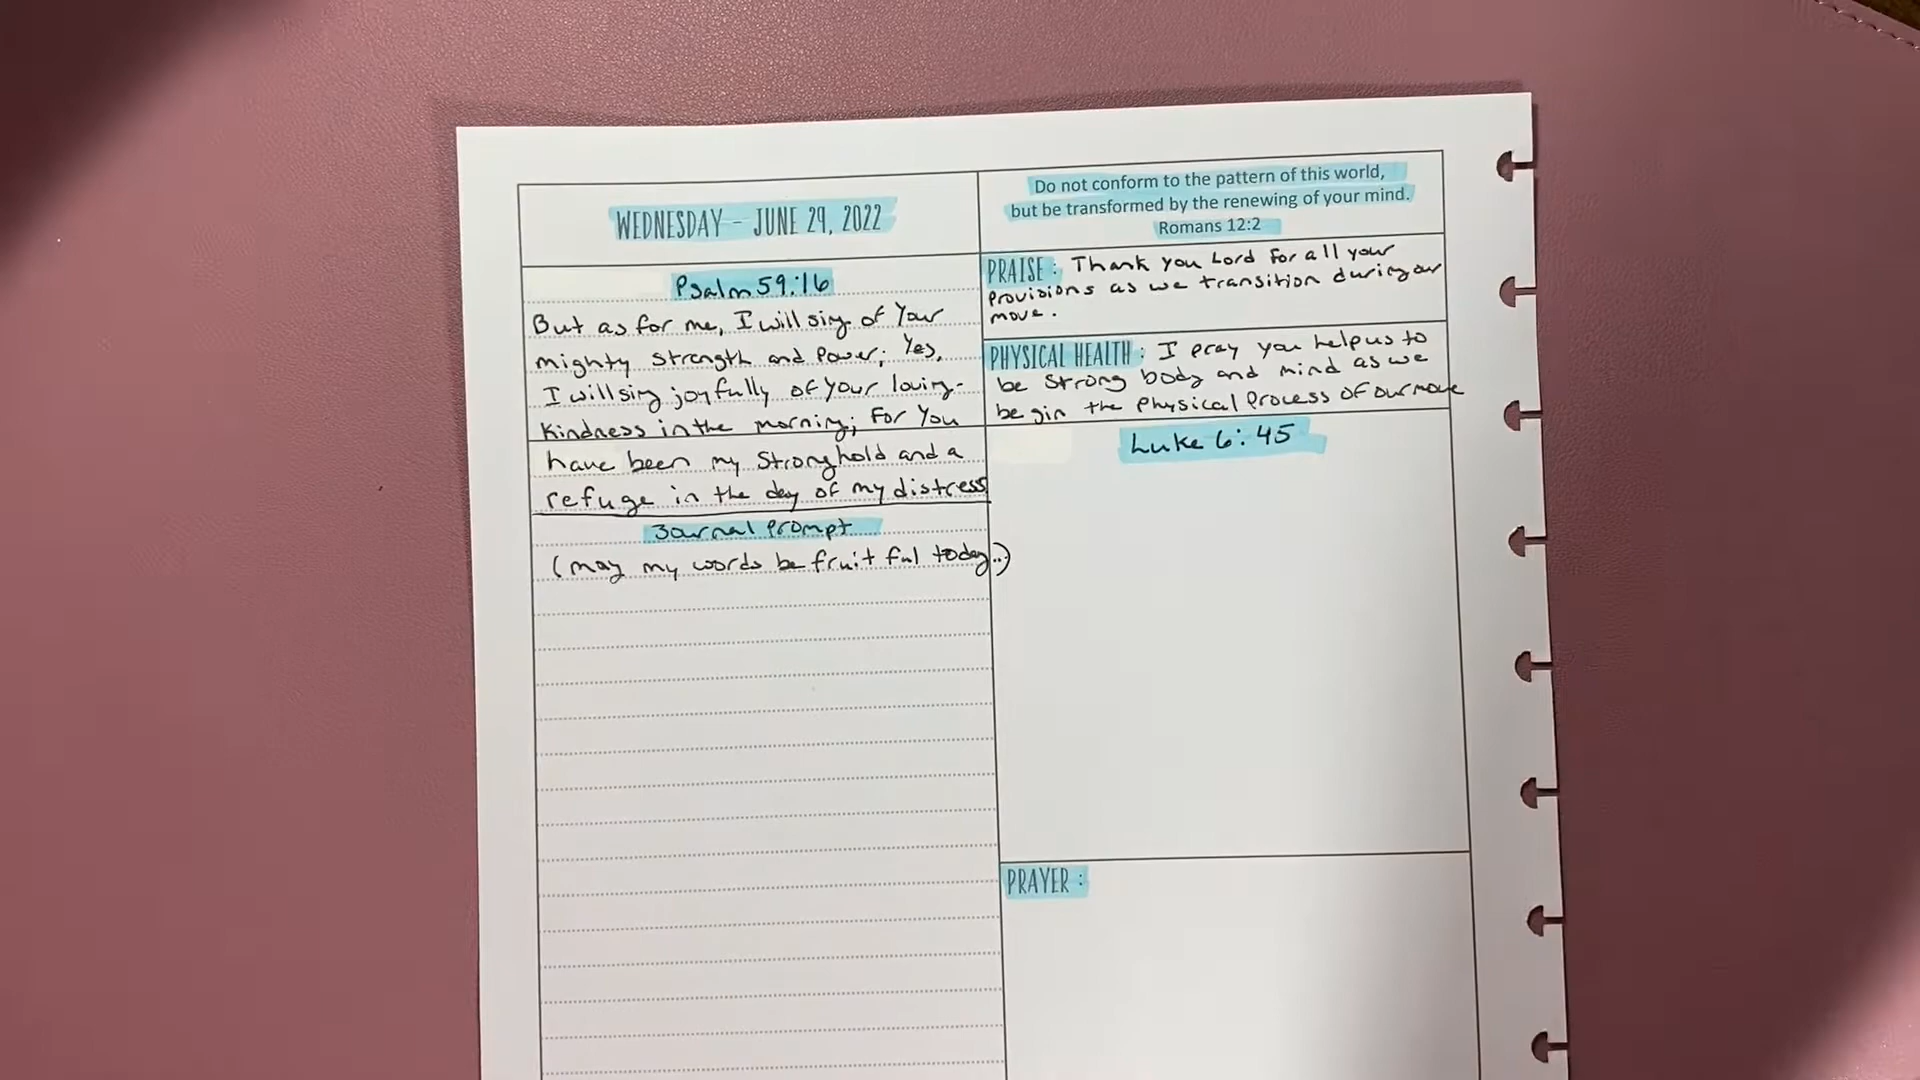 WEDNESDAY - JUNE 29, 2022
Psalm 59:16
But as for me, I will sing of Your
mighty strength and Power; Yes,
I will sing joyfully of your loving-
kindness in the morning; For You
have been my Stronghold and a
refuge in the day of my distress
Journal Prompt
(may my words be fruitful today..)
Do not conform to the pattern of this world,
but be transformed by the renewing of your mind.
Romans 12:2
PRAISE: Thank you Lord for all your
provisions as we transition during our
move.
PHYSICAL HEALTH: I pray you help us to
be strong body and mind as we
begin the Physical Process of our move
Luke 6:45
PRAYER: